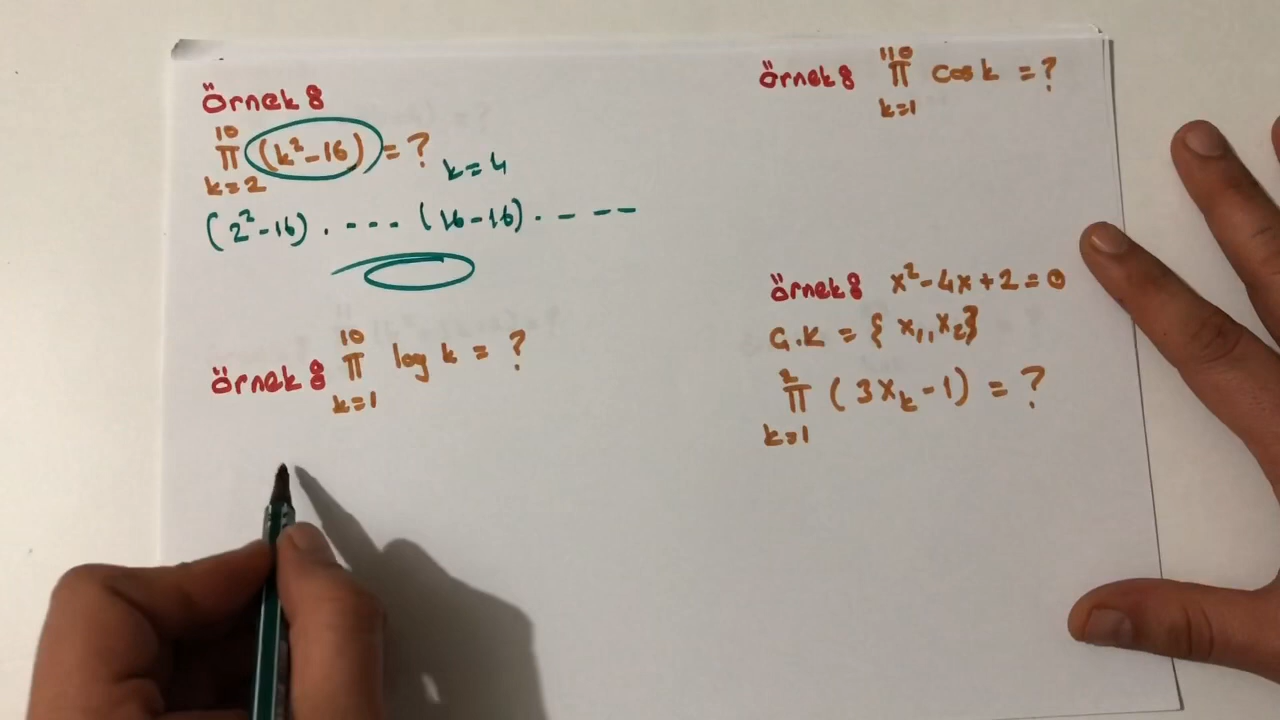 Örnek 8
10
π (k²-16) = ?
k=2
k=4
(2²-16) . --- (16-16) . ---
10
Örnek 8 π log k = ?
k=1
110
Örnek 8 π cos k = ?
k=1
Örnek 8 x²-4x+2=0
Ç.K = { x₁, x₂}
2
π (3xₖ-1) = ?
k=1